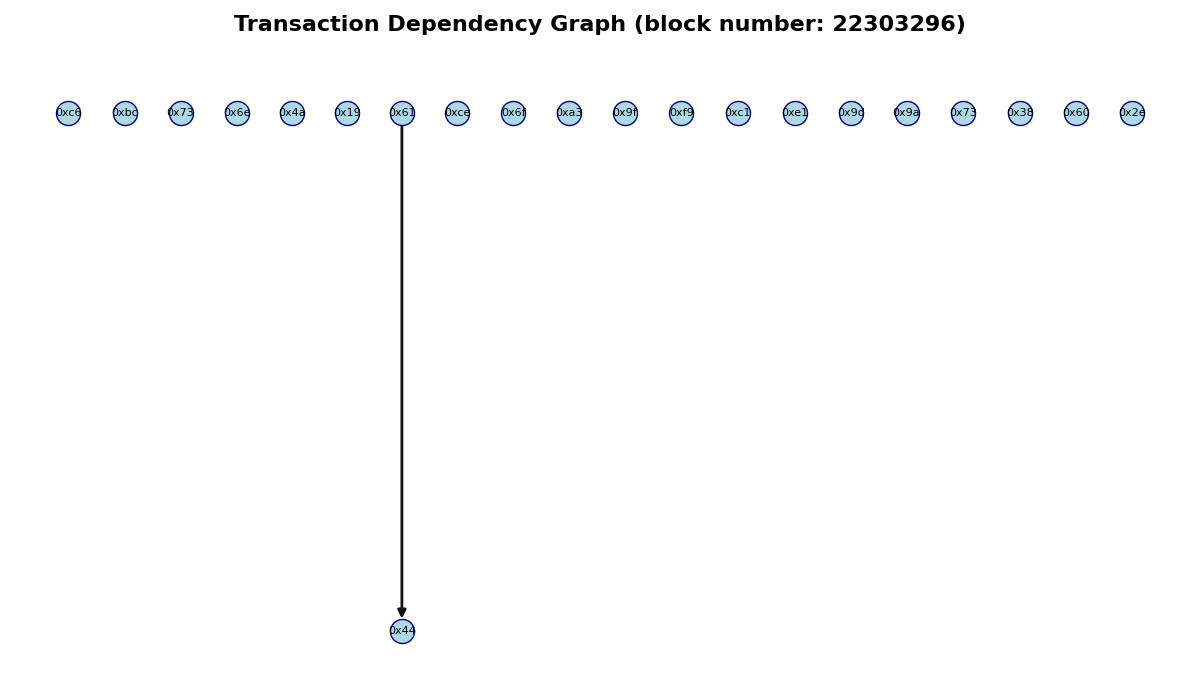 Transaction Dependency Graph (block number: 22303296)
0xc6 0xbc 0x73 0x6e 0x4a 0x19 0x61 0xce 0x6f 0xa3 0x9f 0xf9 0xc1 0xe1 0x9d 0x9a 0x73 0x38 0x60 0x2e
0x44